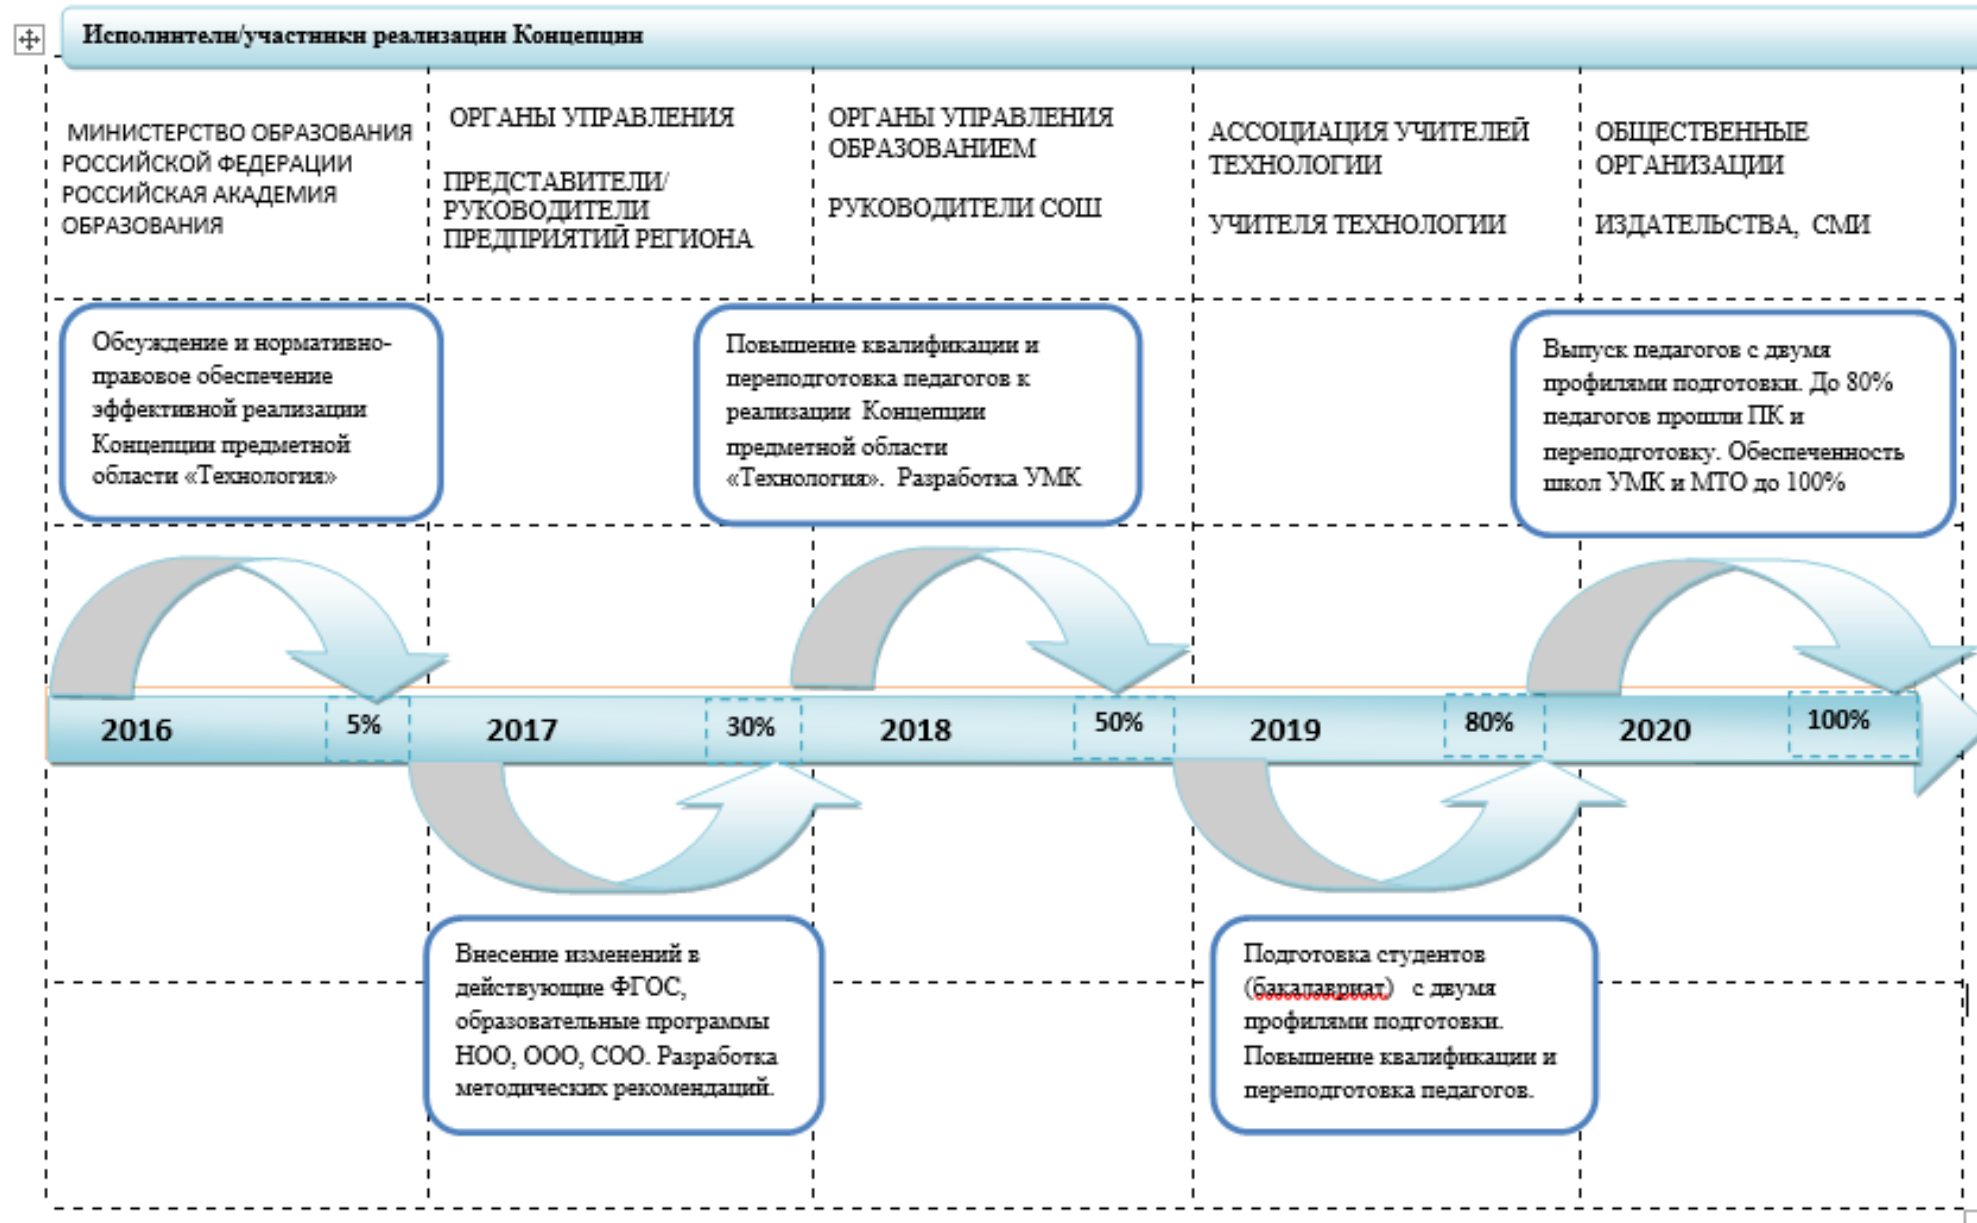 Исполнители/участники реализации Концепции
МИНИСТЕРСТВО ОБРАЗОВАНИЯ
РОССИЙСКОЙ ФЕДЕРАЦИИ
РОССИЙСКАЯ АКАДЕМИЯ
ОБРАЗОВАНИЯ
ОРГАНЫ УПРАВЛЕНИЯ
ПРЕДСТАВИТЕЛИ/
РУКОВОДИТЕЛИ
ПРЕДПРИЯТИЙ РЕГИОНА
ОРГАНЫ УПРАВЛЕНИЯ
ОБРАЗОВАНИЕМ
РУКОВОДИТЕЛИ СОШ
АССОЦИАЦИЯ УЧИТЕЛЕЙ
ТЕХНОЛОГИИ
УЧИТЕЛЯ ТЕХНОЛОГИИ
ОБЩЕСТВЕННЫЕ
ОРГАНИЗАЦИИ
ИЗДАТЕЛЬСТВА, СМИ
Обсуждение и нормативно-
правовое обеспечение
эффективной реализации
Концепции предметной
области «Технология»
Повышение квалификации и
переподготовка педагогов к
реализации Концепции
предметной области
«Технология». Разработка УМК
Выпуск педагогов с двумя
профилями подготовки. До 80%
педагогов прошли ПК и
переподготовку. Обеспеченность
школ УМК и МТО до 100%
2016 5% 2017 30% 2018 50% 2019 80% 2020 100%
Внесение изменений в
действующие ФГОС,
образовательные программы
НОО, ООО, СОО. Разработка
методических рекомендаций.
Подготовка студентов
(бакалавриат) с двумя
профилями подготовки.
Повышение квалификации и
переподготовка педагогов.